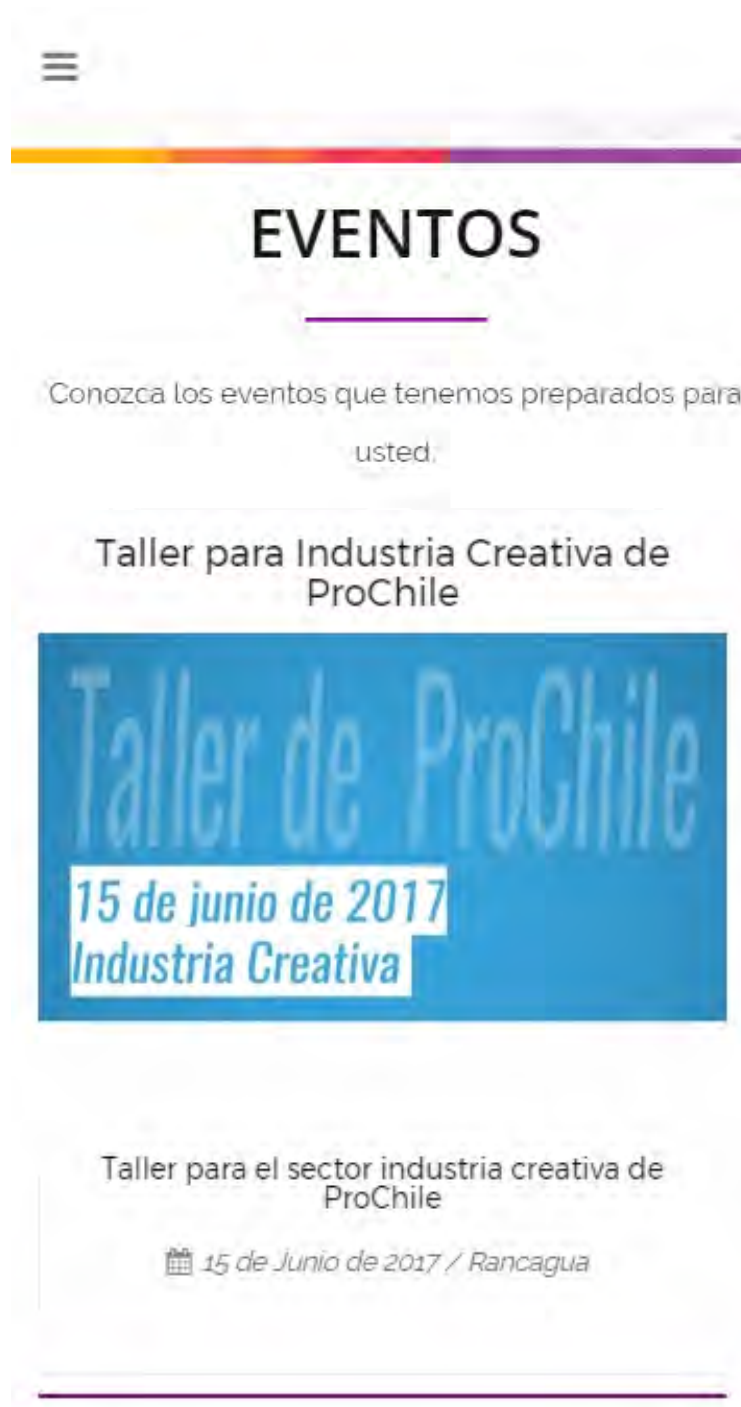 EVENTOS
Conozca los eventos que tenemos preparados para
usted.
Taller para Industria Creativa de
ProChile
Taller de ProChile
15 de junio de 2017
Industria Creativa
Taller para el sector industria creativa de
ProChile
15 de Junio de 2017 / Rancagua